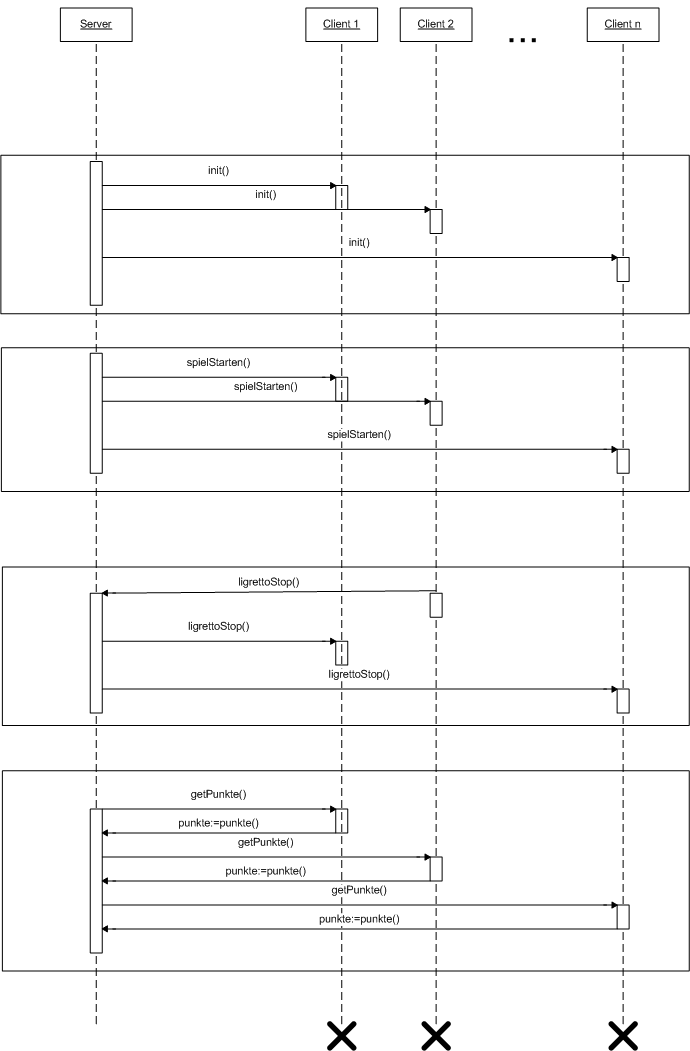 Server
Client 1
Client 2
...
Client n
init()
init()
init()
spielStarten()
spielStarten()
spielStarten()
ligrettoStop()
ligrettoStop()
ligrettoStop()
getPunkte()
punkte:=punkte()
getPunkte()
punkte:=punkte()
getPunkte()
punkte:=punkte()